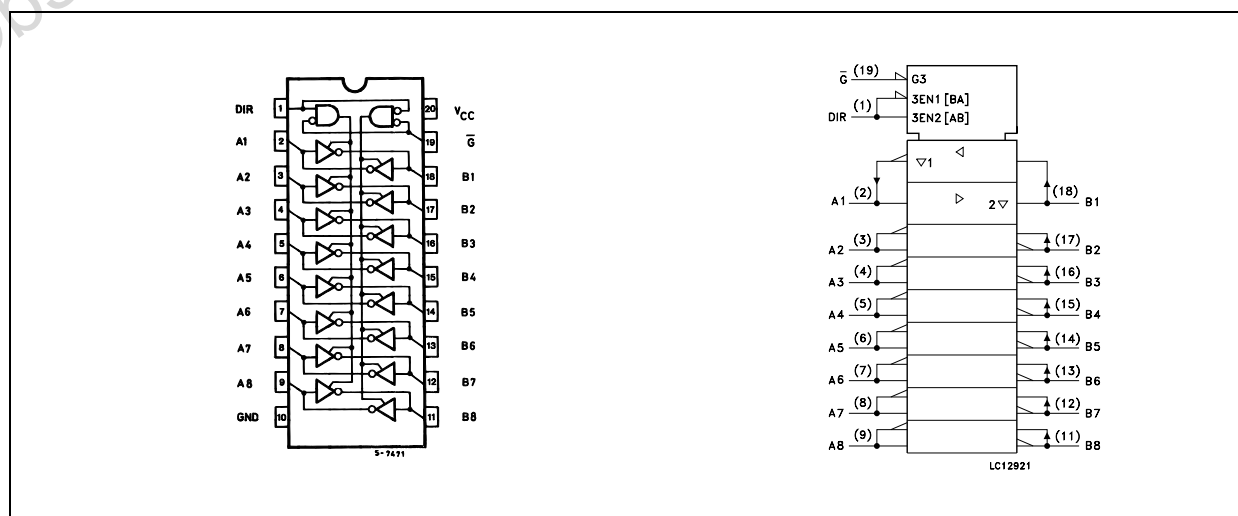 DIR 1 20 VCC
A1 2 19 G̅
A2 3 18 B1
A3 4 17 B2
A4 5 16 B3
A5 6 15 B4
A6 7 14 B5
A7 8 13 B6
A8 9 12 B7
GND 10 11 B8
S-7471
G̅ (19) G3
3EN1 [BA]
DIR (1) 3EN2 [AB]
▽1 ◁
A1 (2) ▷ 2▽ (18) B1
A2 (3) (17) B2
A3 (4) (16) B3
A4 (5) (15) B4
A5 (6) (14) B5
A6 (7) (13) B6
A7 (8) (12) B7
A8 (9) (11) B8
LC12921